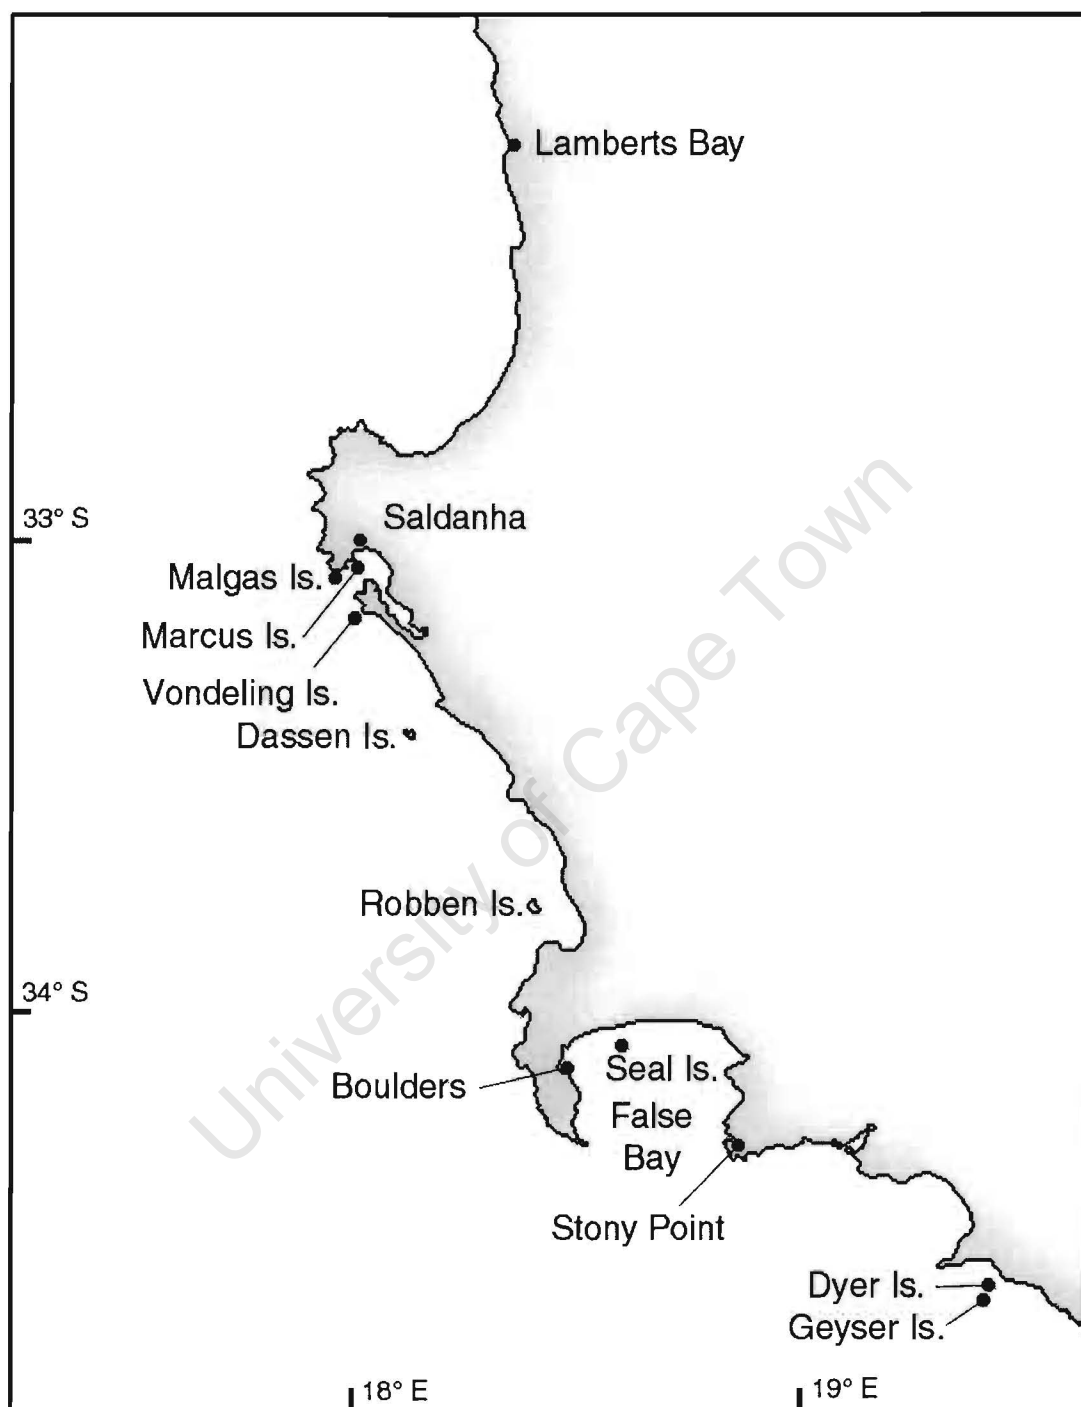 Lamberts Bay
33° S
Saldanha
Malgas Is.
Marcus Is.
Vondeling Is.
Dassen Is.
Robben Is.
34° S
Boulders
Seal Is.
False
Bay
Stony Point
Dyer Is.
Geyser Is.
18° E
19° E
University of Cape Town